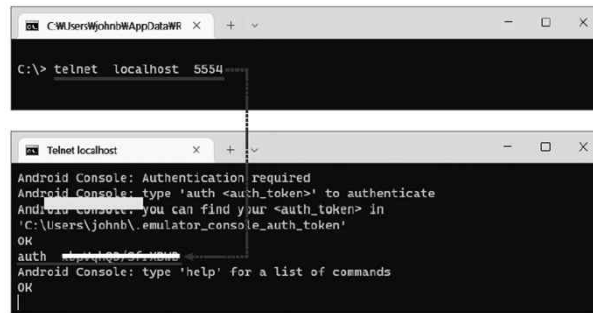 C:₩Users₩johnb₩AppData₩R
C:\> telnet localhost 5554
Telnet localhost
Android Console: Authentication required
Android Console: type 'auth <auth_token>' to authenticate
Android Console: you can find your <auth_token> in
'C:\Users\johnb\.emulator_console_auth_token'
OK
auth
Android Console: type 'help' for a list of commands
OK